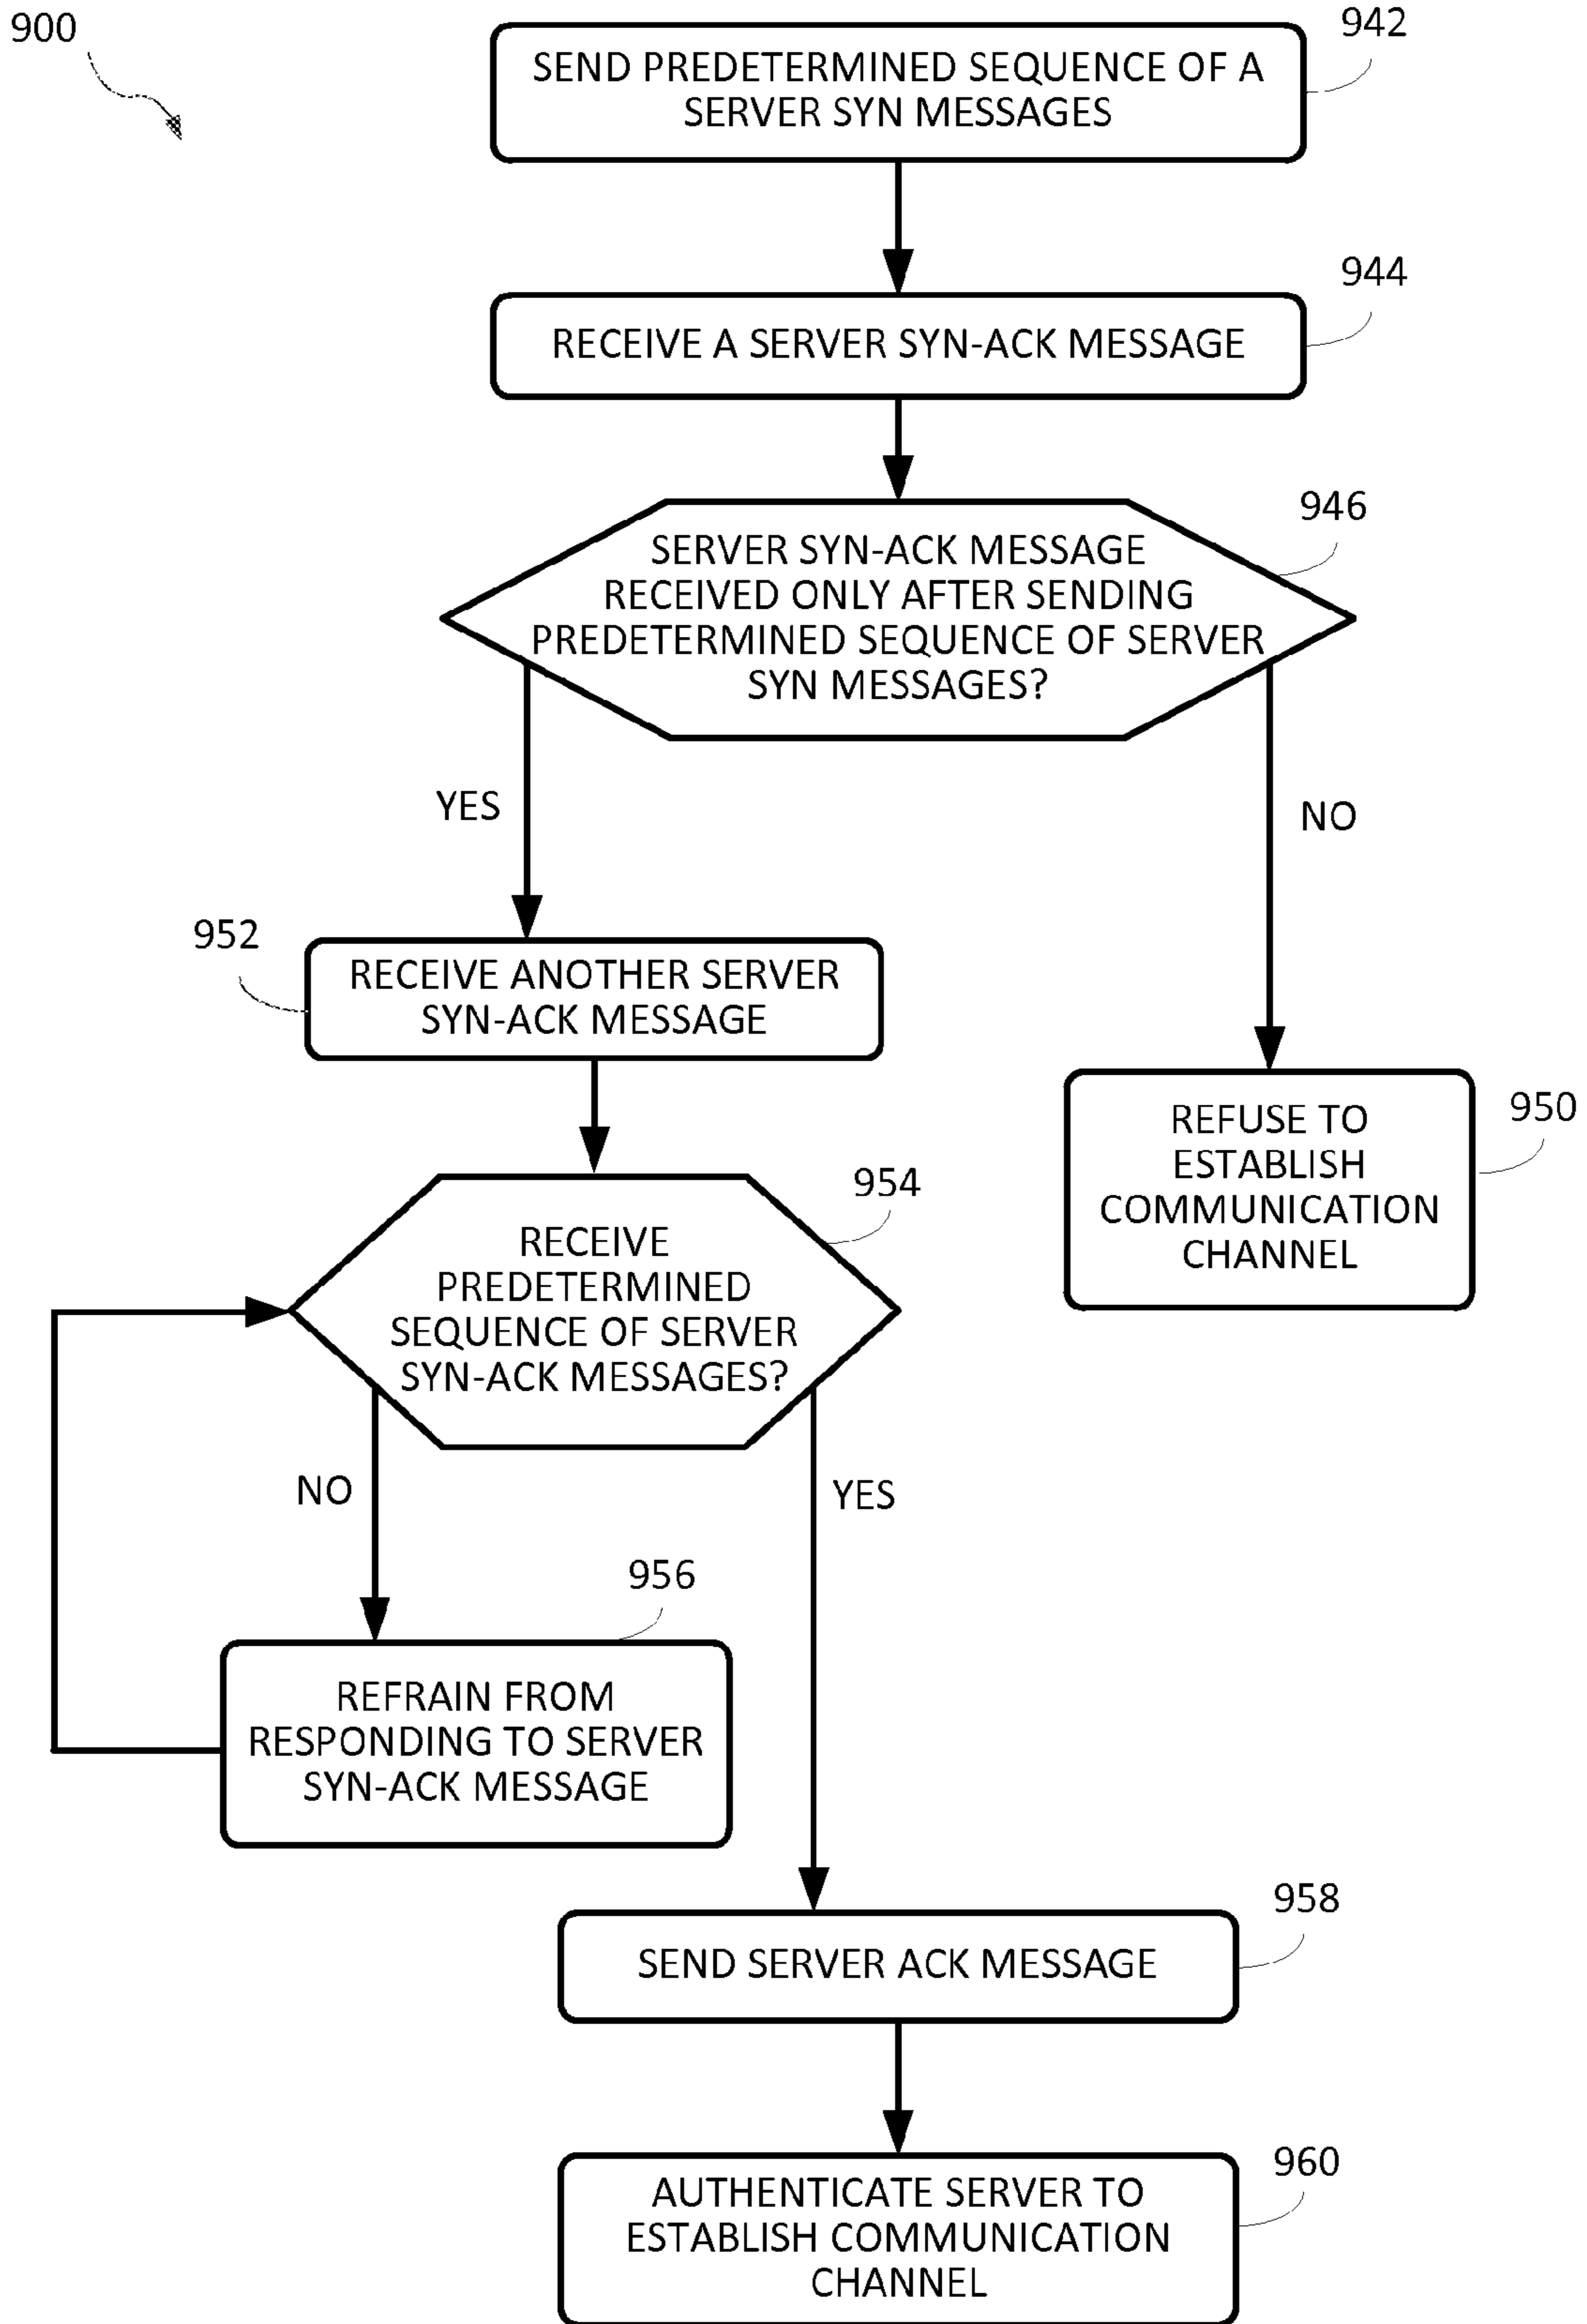 900
942
SEND PREDETERMINED SEQUENCE OF A
SERVER SYN MESSAGES
944
RECEIVE A SERVER SYN-ACK MESSAGE
946
SERVER SYN-ACK MESSAGE
RECEIVED ONLY AFTER SENDING
PREDETERMINED SEQUENCE OF SERVER
SYN MESSAGES?
YES
NO
952
RECEIVE ANOTHER SERVER
SYN-ACK MESSAGE
950
REFUSE TO
ESTABLISH
COMMUNICATION
CHANNEL
954
RECEIVE
PREDETERMINED
SEQUENCE OF SERVER
SYN-ACK MESSAGES?
NO
YES
956
REFRAIN FROM
RESPONDING TO SERVER
SYN-ACK MESSAGE
958
SEND SERVER ACK MESSAGE
960
AUTHENTICATE SERVER TO
ESTABLISH COMMUNICATION
CHANNEL